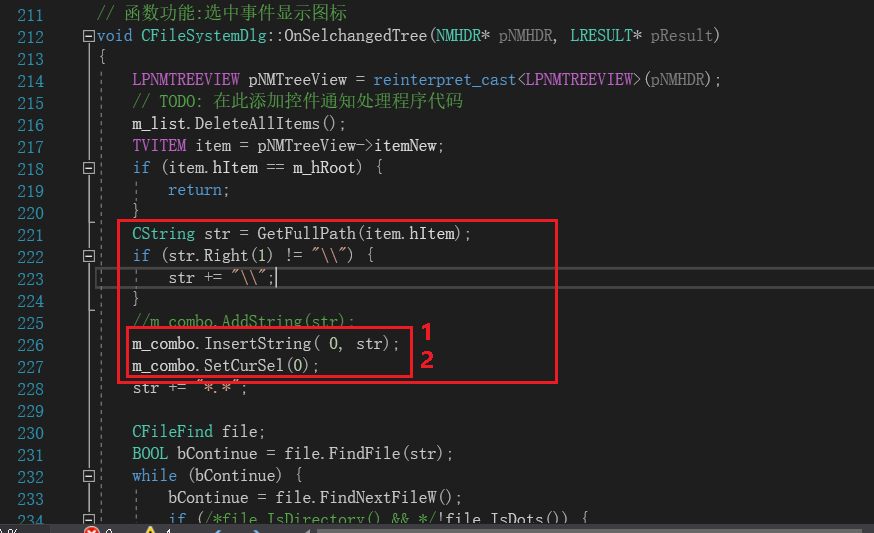 211 // 函数功能:选中事件显示图标
212 void CFileSystemDlg::OnSelchangedTree(NMHDR* pNMHDR, LRESULT* pResult)
213 {
214 LPNMTREEVIEW pNMTreeView = reinterpret_cast<LPNMTREEVIEW>(pNMHDR);
215 // TODO: 在此添加控件通知处理程序代码
216 m_list.DeleteAllItems();
217 TVITEM item = pNMTreeView->itemNew;
218 if (item.hItem == m_hRoot) {
219 return;
220 }
221 CString str = GetFullPath(item.hItem);
222 if (str.Right(1) != "\\") {
223 str += "\\";
224 }
225 //m_combo.AddString(str);
226 m_combo.InsertString( 0, str); 1
227 m_combo.SetCurSel(0); 2
228 str += "*.*";
229
230 CFileFind file;
231 BOOL bContinue = file.FindFile(str);
232 while (bContinue) {
233 bContinue = file.FindNextFileW();
234 if (/*file.IsDirectory() && */!file.IsDots()) {